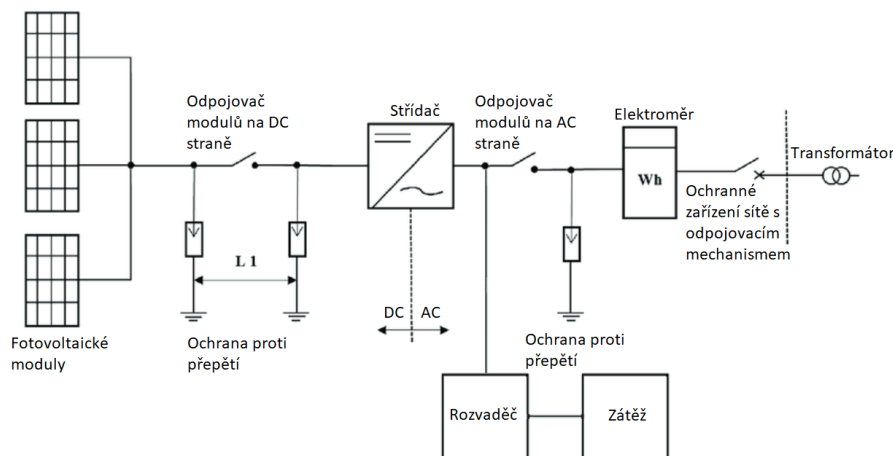 Odpojovač
modulů na DC
straně
Střídač
Odpojovač
modulů na AC
straně
Elektroměr
Transformátor
Wh
Ochranné
zařízení sítě s
odpojovacím
mechanismem
L 1
DC
AC
Fotovoltaické
moduly
Ochrana proti
přepětí
Ochrana proti
přepětí
Rozvaděč
Zátěž